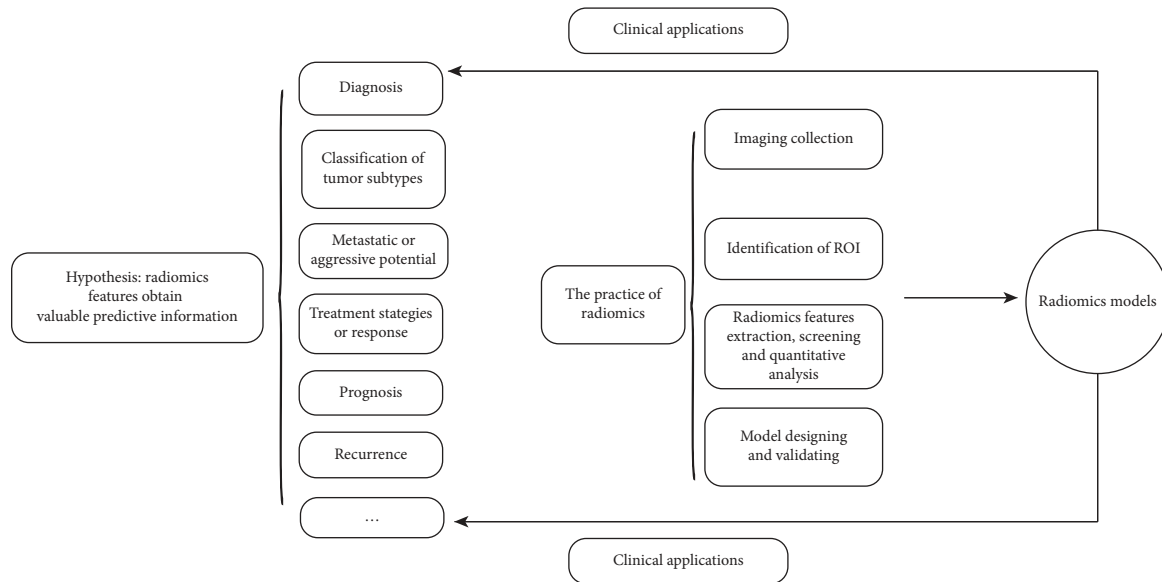 Clinical applications
Diagnosis
Classification of
tumor subtypes
Metastatic or
aggressive potential
Hypothesis: radiomics
features obtain
valuable predictive information
Treatment stategies
or response
Prognosis
Recurrence
…
The practice of
radiomics
Imaging collection
Identification of ROI
Radiomics features
extraction, screening
and quantitative
analysis
Model designing
and validating
Radiomics models
Clinical applications